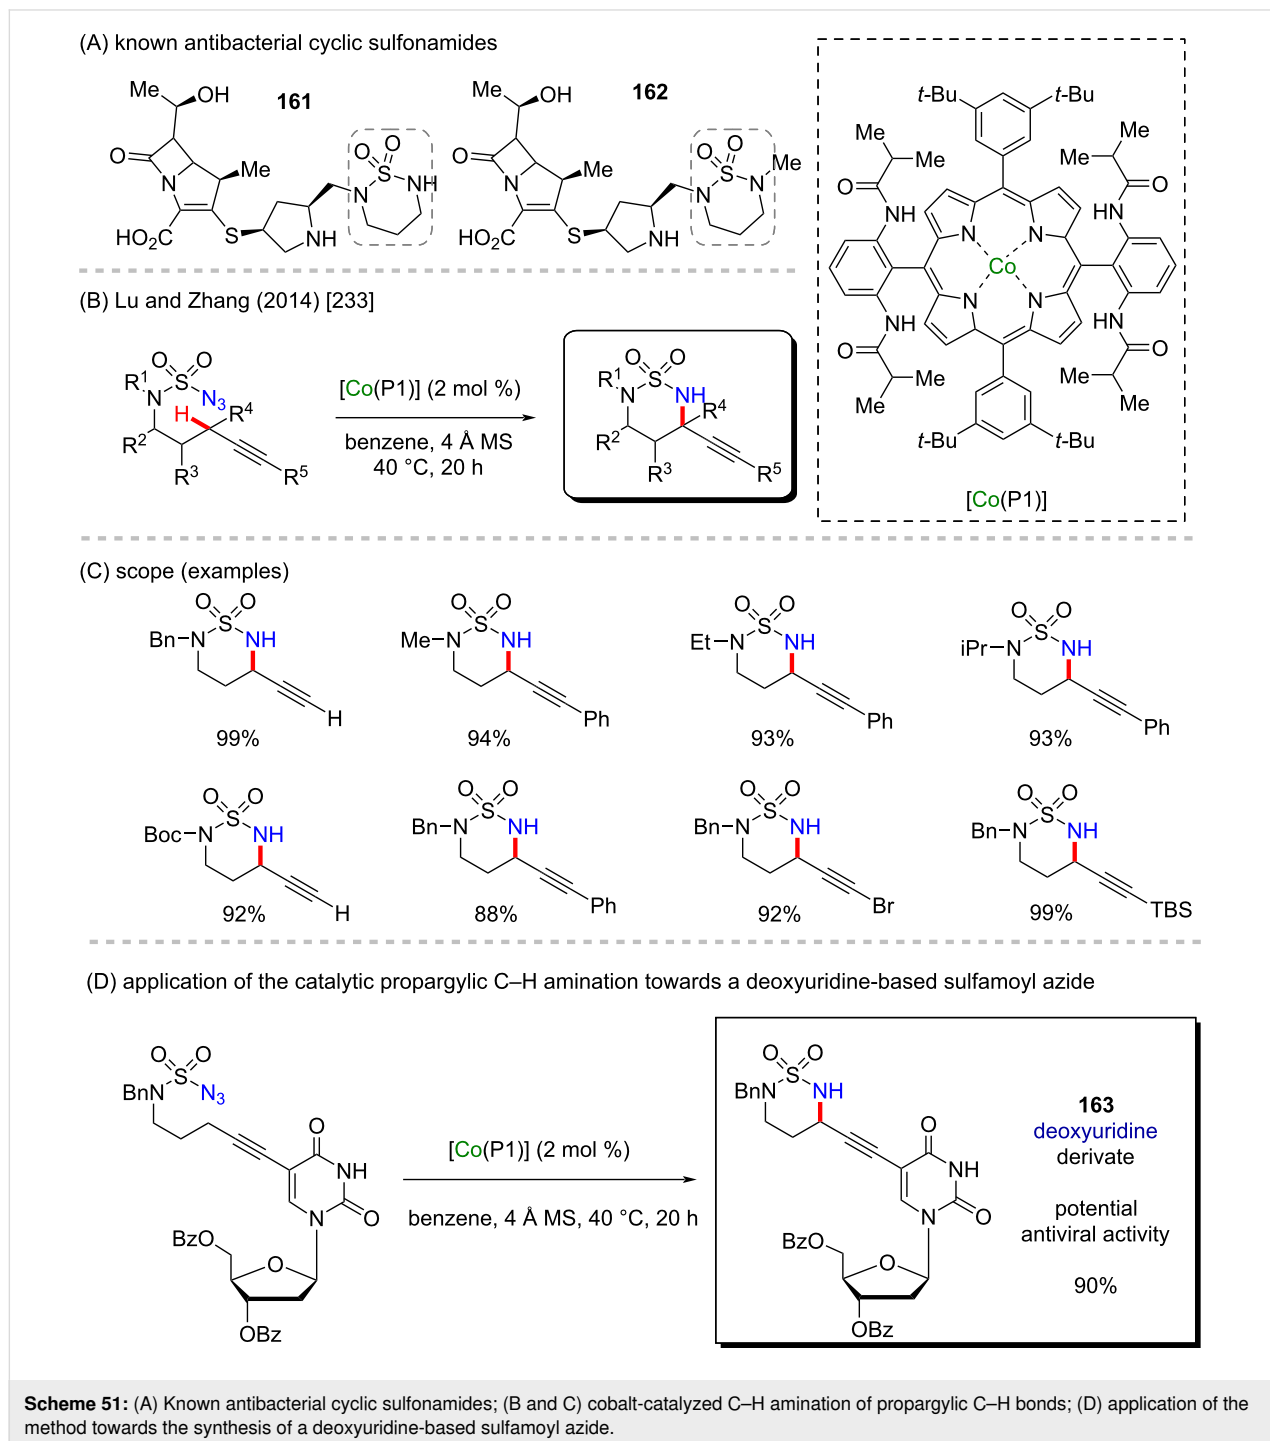 (A) known antibacterial cyclic sulfonamides
Me
OH
161
O
N
Me
HO2C
S
NH
O O
S
N
NH
Me
OH
162
O
N
Me
HO2C
S
NH
O O
S
N
N
Me
t-Bu
t-Bu
Me
Me
Me
Me
O
O
NH
HN
N
N
Co
N
N
NH
HN
O
O
Me
Me
Me
Me
t-Bu
t-Bu
[Co(P1)]
(B) Lu and Zhang (2014) [233]
O O
R1
S
N
N3
H
R4
R2
R3
R5
[Co(P1)] (2 mol %)
benzene, 4 Å MS
40 °C, 20 h
O O
R1
S
N
NH
R4
R2
R3
R5
(C) scope (examples)
O O
S
Bn N
NH
H
99%
O O
S
Me N
NH
Ph
94%
O O
S
Et N
NH
Ph
93%
O O
S
iPr N
NH
Ph
93%
O O
S
Boc N
NH
H
92%
O O
S
Bn N
NH
Ph
88%
O O
S
Bn N
NH
Br
92%
O O
S
Bn N
NH
TBS
99%
(D) application of the catalytic propargylic C–H amination towards a deoxyuridine-based sulfamoyl azide
O O
S
BnN
N3
O
NH
N
O
BzO
O
OBz
[Co(P1)] (2 mol %)
benzene, 4 Å MS, 40 °C, 20 h
O O
S
BnN
NH
O
NH
N
O
BzO
O
OBz
163
deoxyuridine
derivate
potential
antiviral activity
90%
Scheme 51: (A) Known antibacterial cyclic sulfonamides; (B and C) cobalt-catalyzed C–H amination of propargylic C–H bonds; (D) application of the
method towards the synthesis of a deoxyuridine-based sulfamoyl azide.